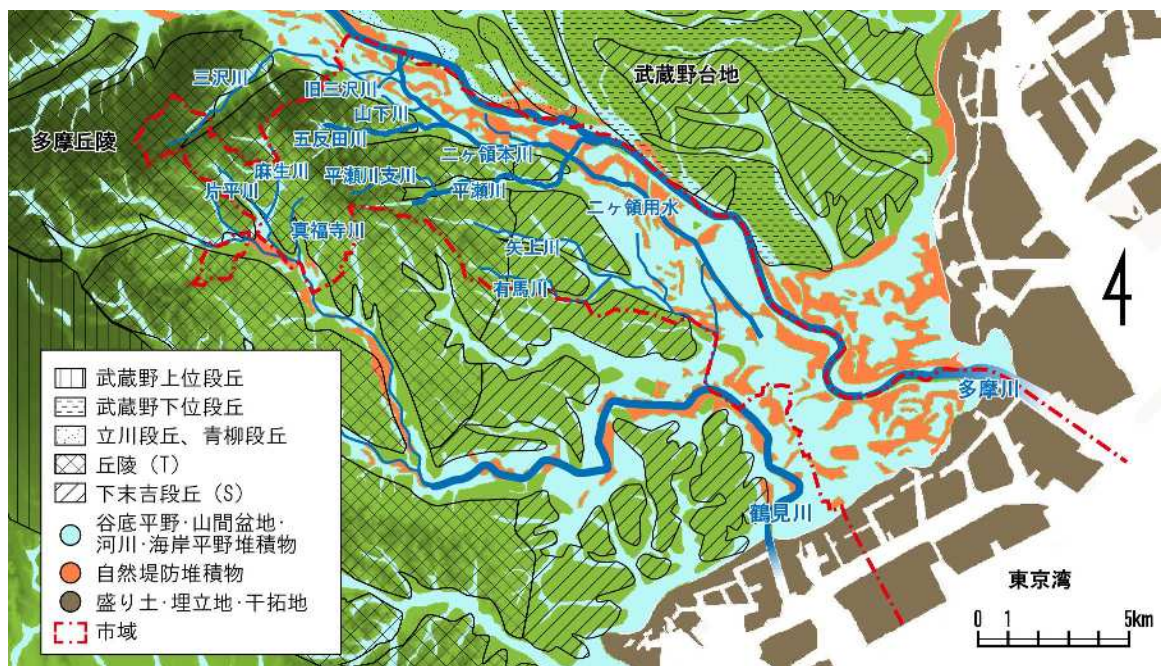 武蔵野台地
三沢川
旧三沢川
山下川
多摩丘陵
五反田川
二ヶ領本川
麻生川
平瀬川支川
片平川
平瀬川
二ヶ領用水
真福寺川
矢上川
有馬川
4
多摩川
鶴見川
東京湾
武蔵野上位段丘
武蔵野下位段丘
立川段丘、青柳段丘
丘陵（T）
下末吉段丘（S）
谷底平野・山間盆地・
河川・海岸平野堆積物
自然堤防堆積物
盛り土・埋立地・干拓地
市域
0 1 5km